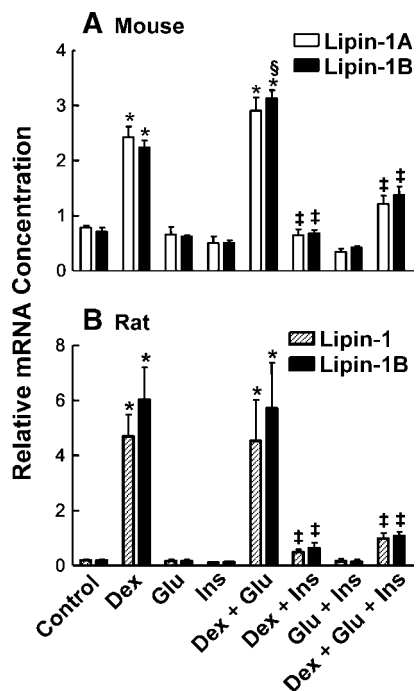 A Mouse
Lipin-1A
Lipin-1B
4
3
2
1
0
* *
* § *
‡ ‡
‡ ‡
Relative mRNA Concentration
B Rat
Lipin-1
Lipin-1B
8
6
4
2
0
* *
* *
‡ ‡
‡ ‡
Control
Dex
Glu
Ins
Dex + Glu
Dex + Ins
Glu + Ins
Dex + Glu + Ins